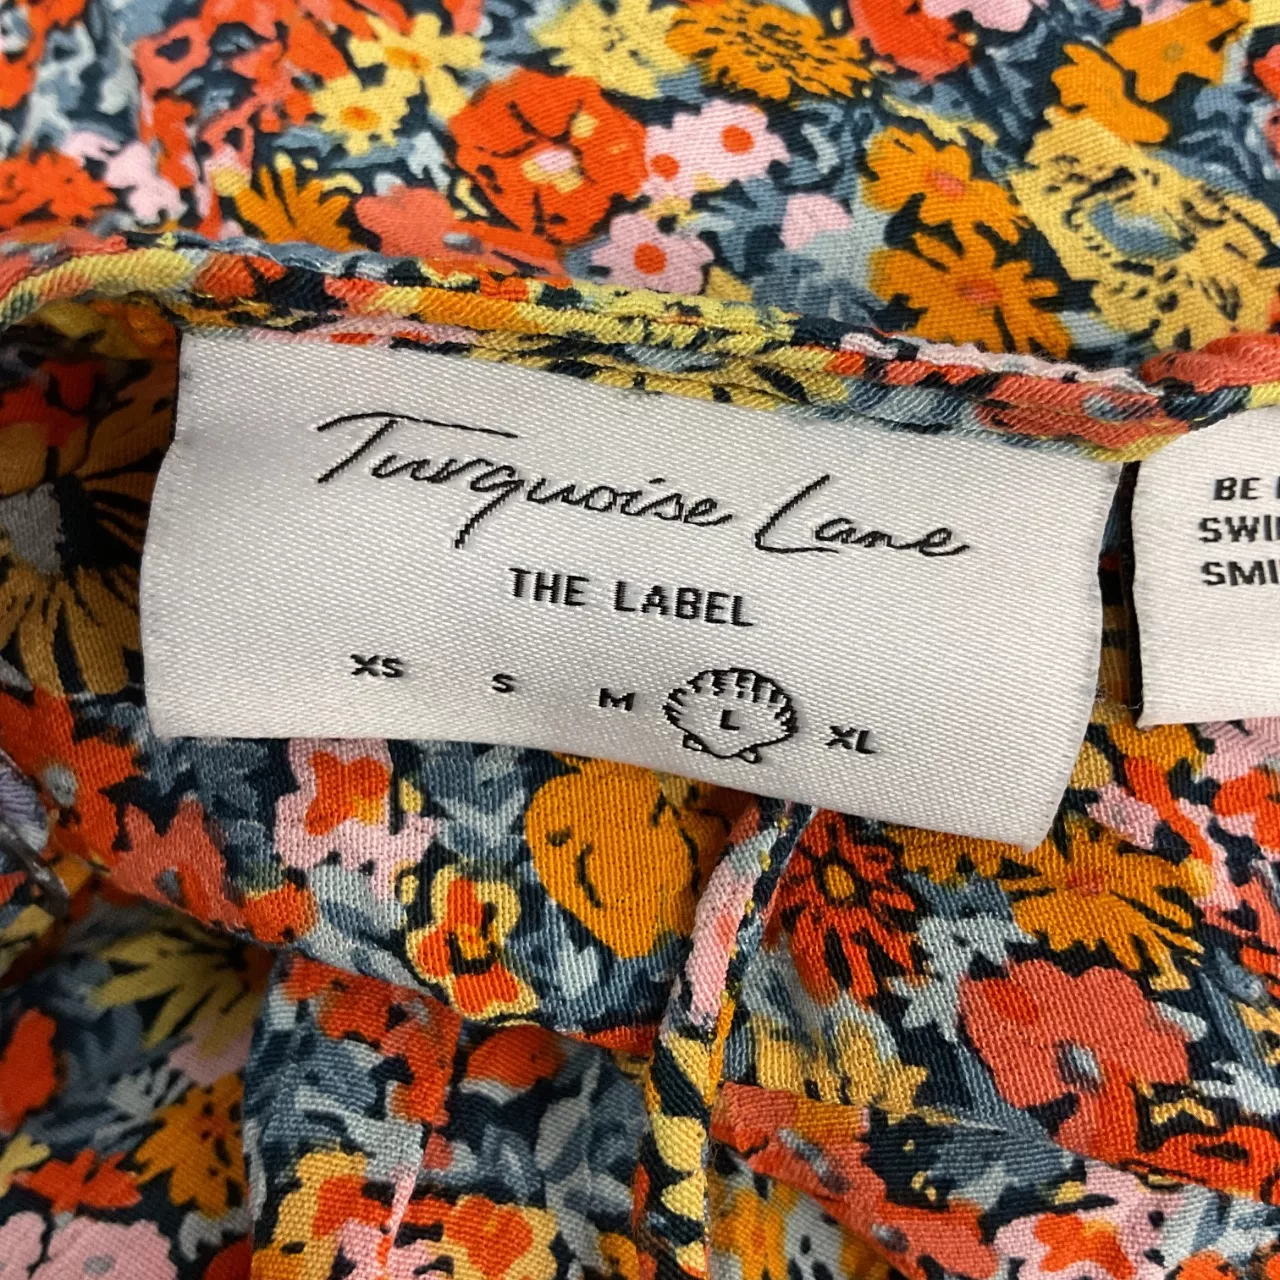 Turquoise Lane
THE LABEL
XS S M L XL
BE
SWI
SMI